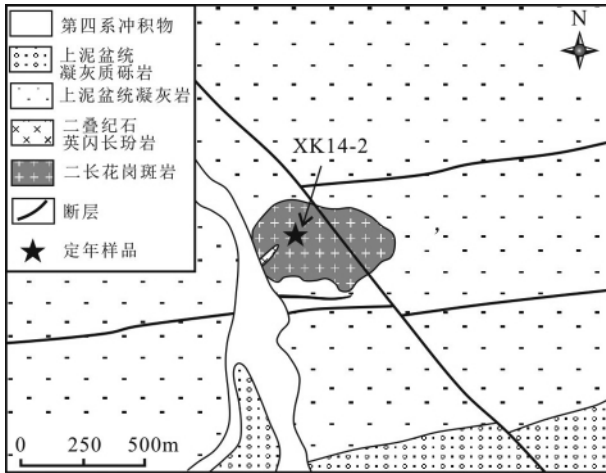 第四系冲积物
上泥盆统
凝灰质砾岩
上泥盆统凝灰岩
二叠纪石
英闪长玢岩
二长花岗斑岩
断层
定年样品
N
XK14-2
0 250 500m